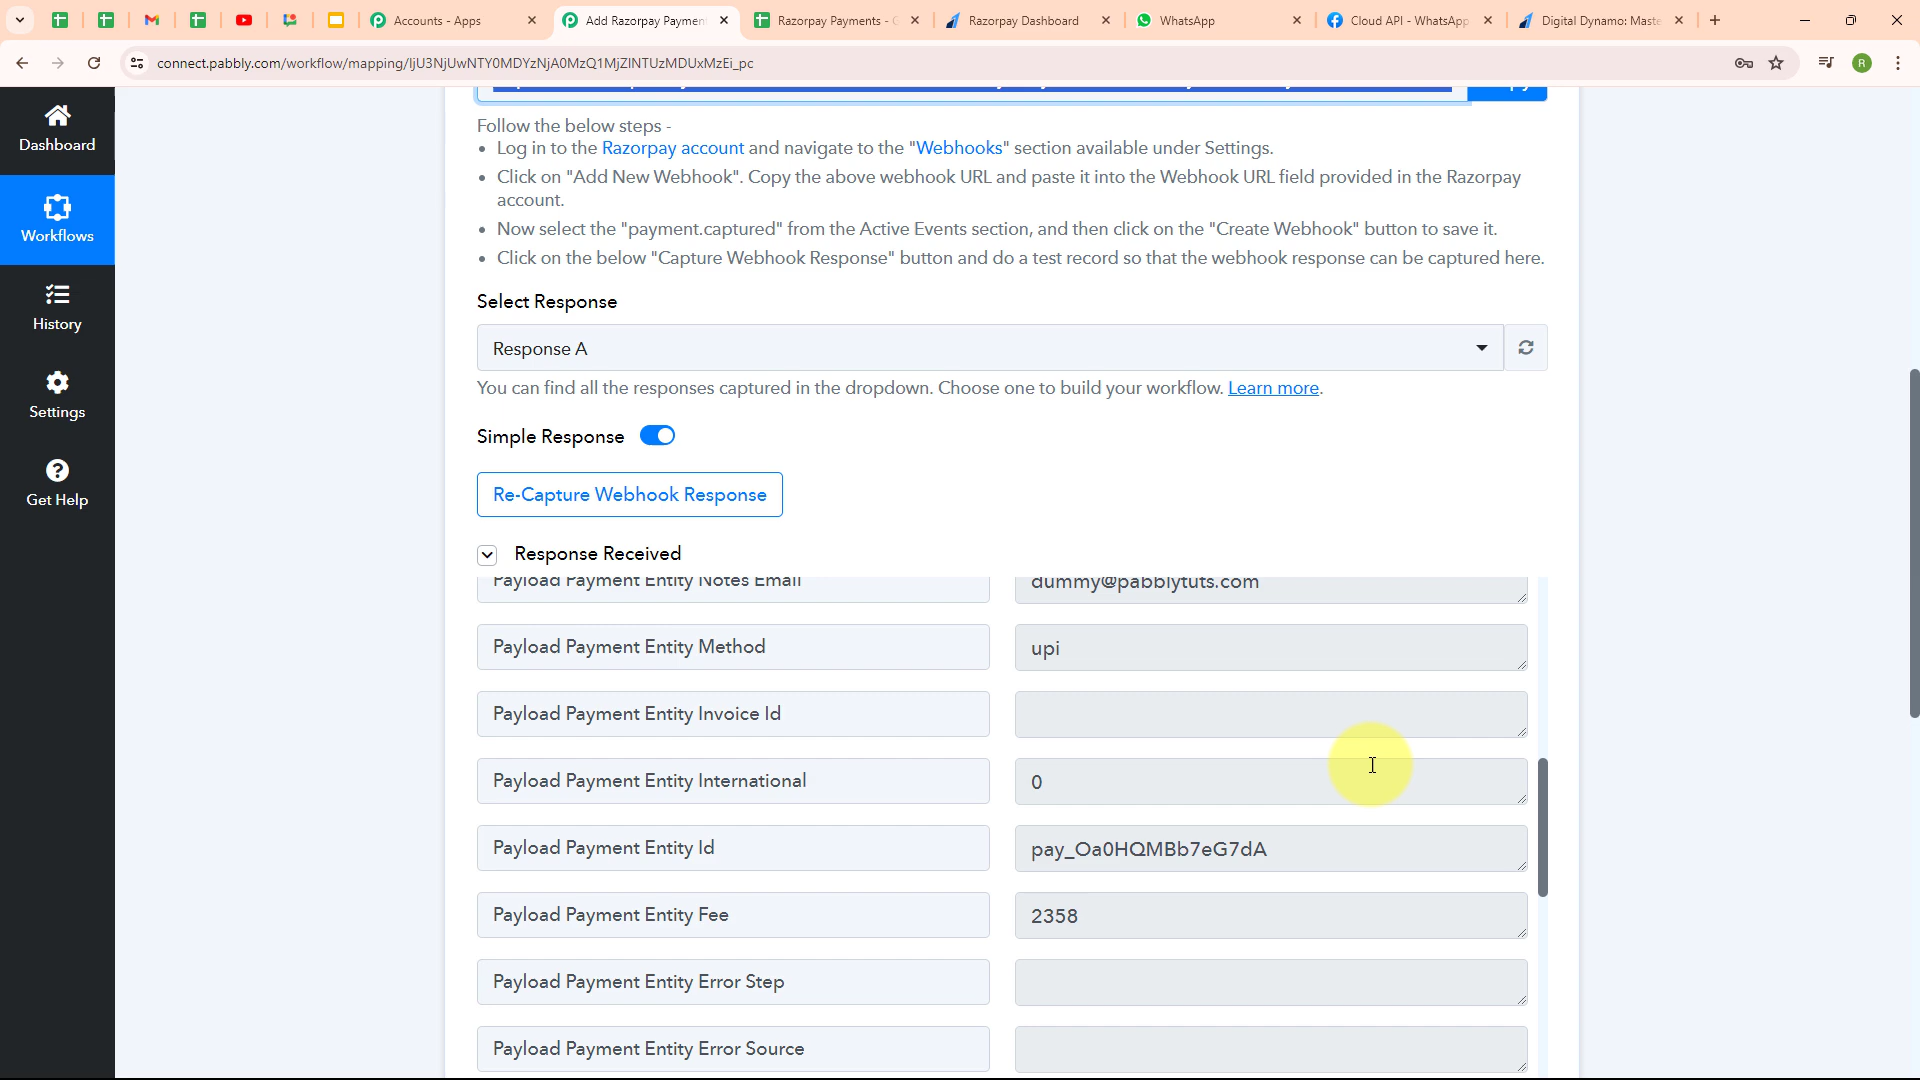 Accounts - Apps
Add Razorpay Paymen
Razorpay Payments - G
Razorpay Dashboard
WhatsApp
Cloud API - WhatsApp
Digital Dynamo: Maste
connect.pabbly.com/workflow/mapping/IjU3NjUwNTY0MDYzNjA0MzQ1MjZlNTUzMDUxMzEi_pc
R
Dashboard
Workflows
History
Settings
Get Help
Follow the below steps -
• Log in to the Razorpay account and navigate to the "Webhooks" section available under Settings.
• Click on "Add New Webhook". Copy the above webhook URL and paste it into the Webhook URL field provided in the Razorpay
account.
• Now select the "payment.captured" from the Active Events section, and then click on the "Create Webhook" button to save it.
• Click on the below "Capture Webhook Response" button and do a test record so that the webhook response can be captured here.
Select Response
Response A
You can find all the responses captured in the dropdown. Choose one to build your workflow. Learn more.
Simple Response
Re-Capture Webhook Response
Response Received
Payload Payment Entity Notes Email
dummy@pabblytuts.com
Payload Payment Entity Method
upi
Payload Payment Entity Invoice Id
Payload Payment Entity International
0
Payload Payment Entity Id
pay_Oa0HQMBb7eG7dA
Payload Payment Entity Fee
2358
Payload Payment Entity Error Step
Payload Payment Entity Error Source